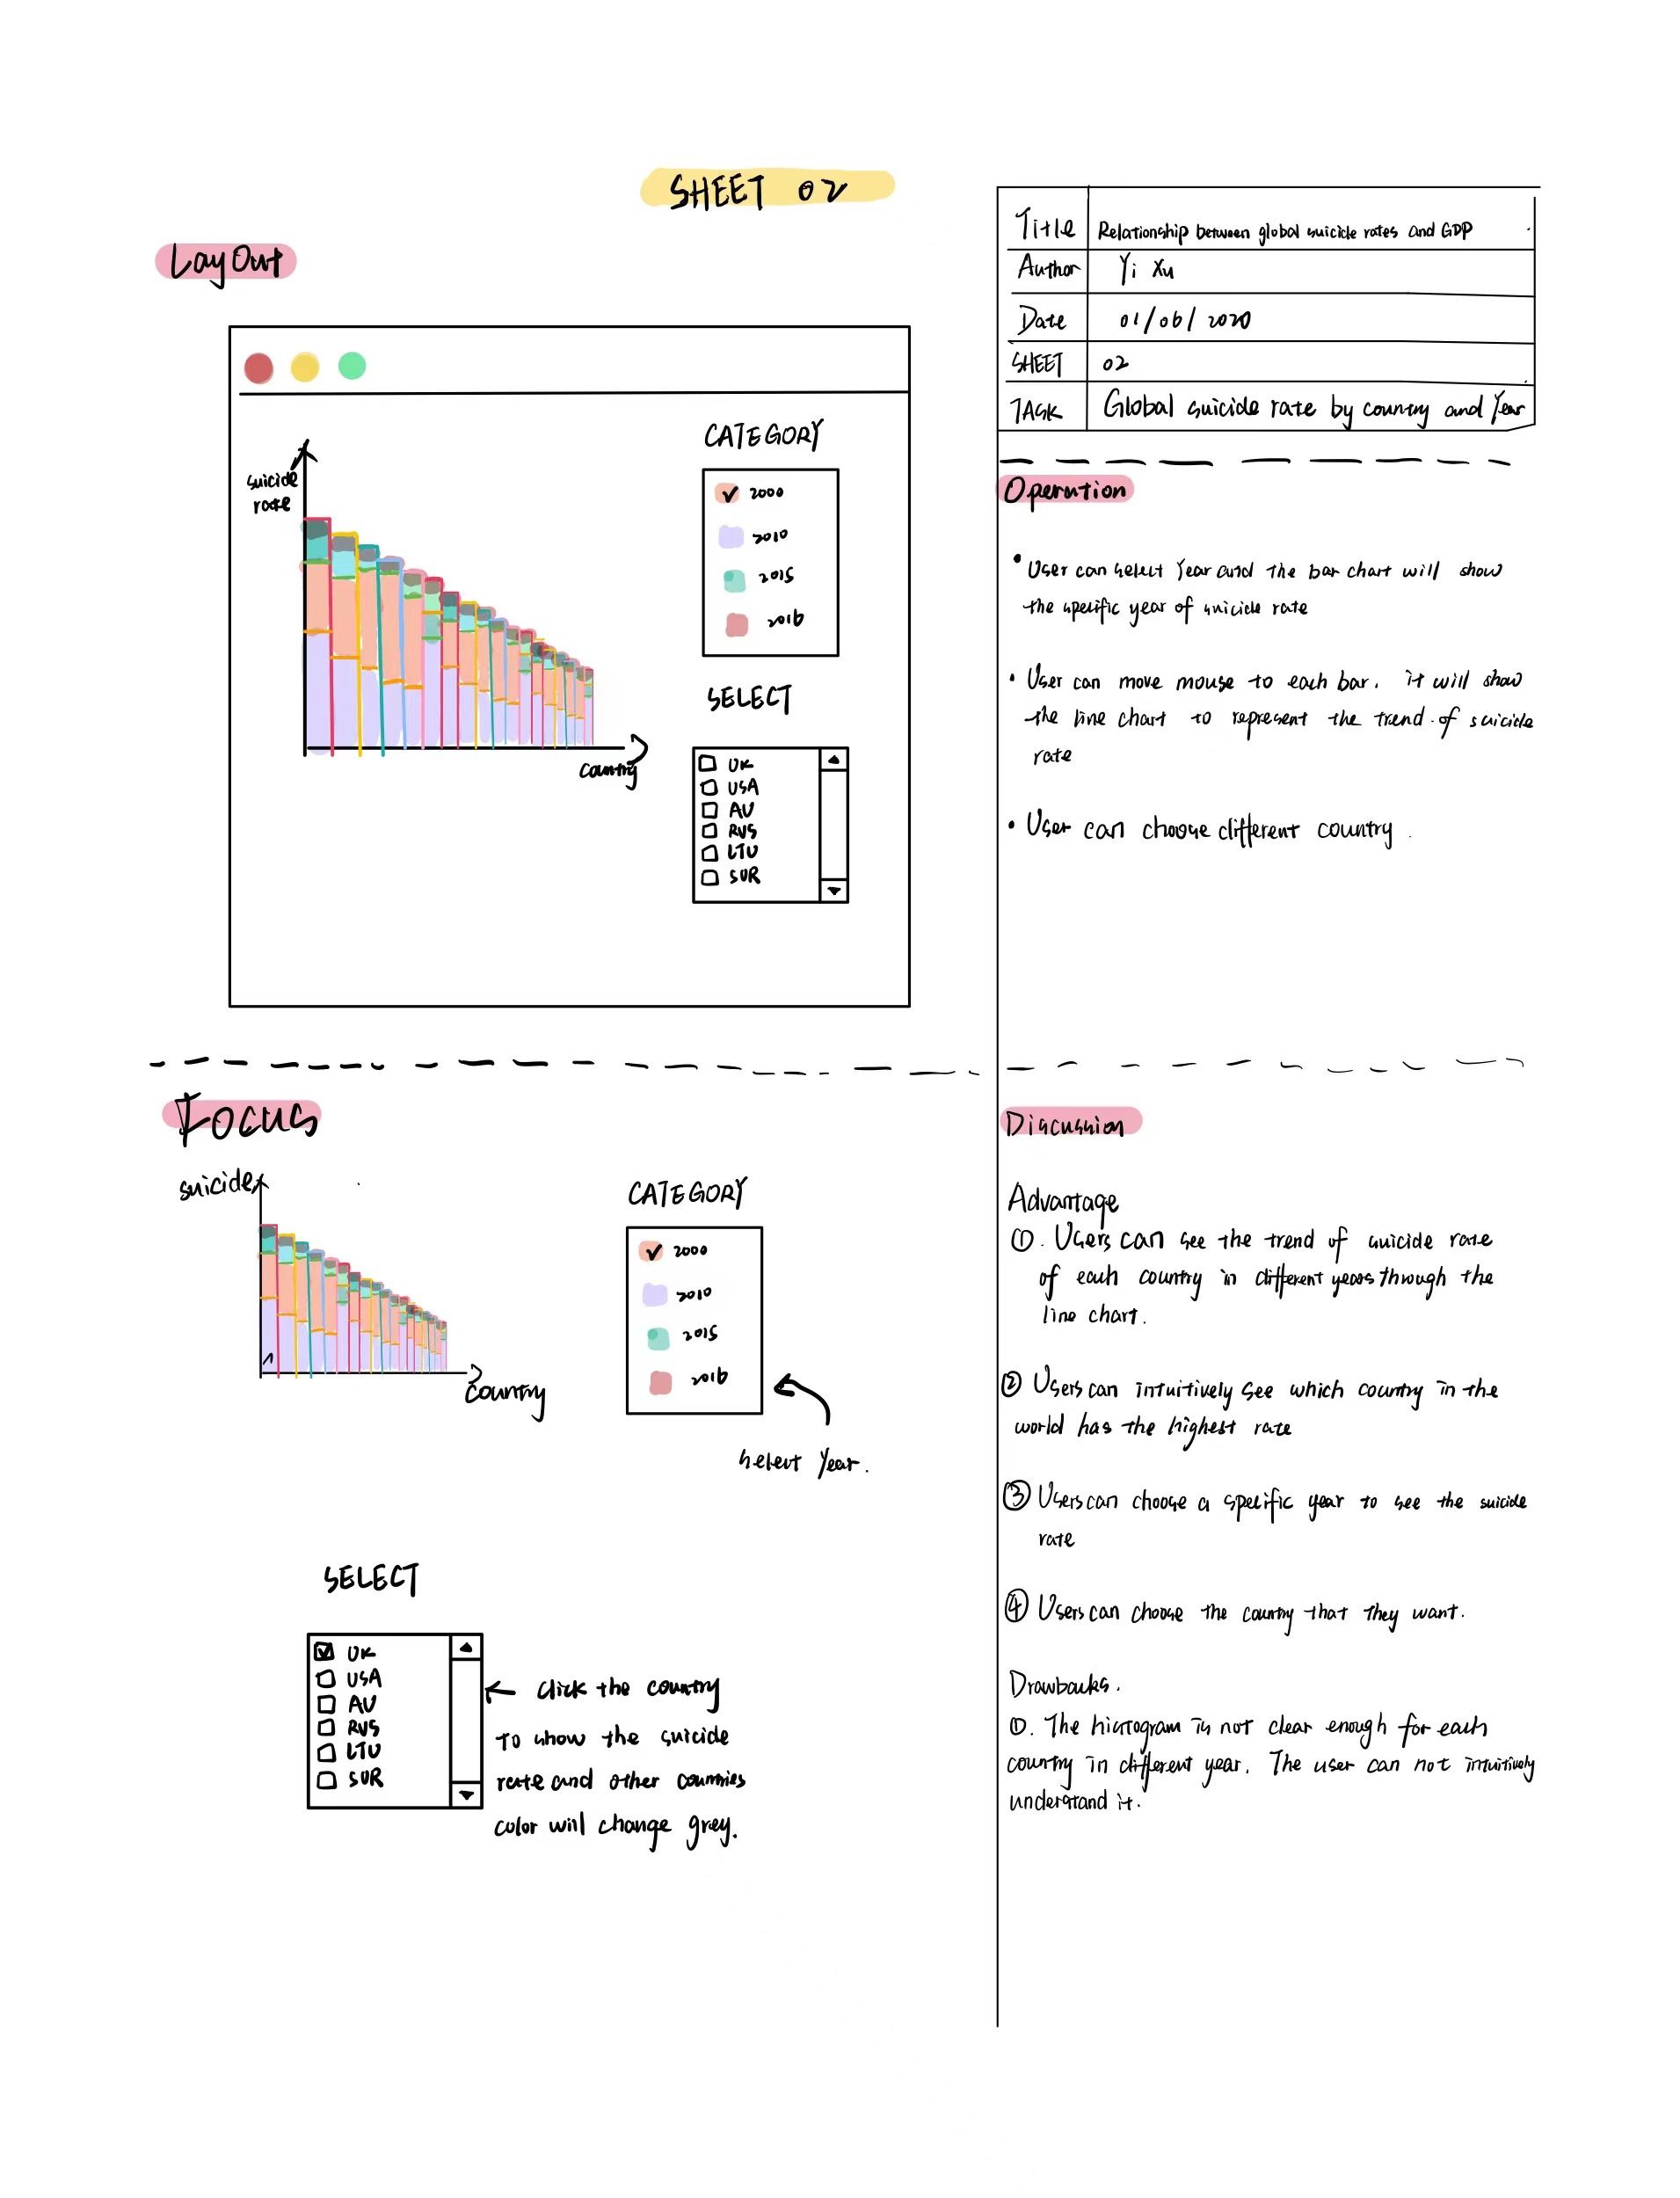 SHEET 02
LayOut
suicide
rate
country
CATEGORY
2000
2010
2015
2016
SELECT
UK
USA
AU
RUS
LTU
SUR
Title Relationship between global suicide rates and GDP
Author Yi Xu
Date 01/06/2020
SHEET 02
TASK Global suicide rate by country and Year
Operation
• User can select Year and the bar chart will show
the specific year of suicide rate
• User can move mouse to each bar. it will show
the line chart to represent the trend of suicide
rate
• User can choose different country.
FOCUS
suicide
country
CATEGORY
2000
2010
2015
2016
select Year.
SELECT
UK
USA
AU
RUS
LTU
SUR
click the country
to show the suicide
rate and other countries
color will change grey.
Discussion
Advantage
①. Users can see the trend of suicide rate
of each country in different years through the
line chart.
② Users can intuitively see which country in the
world has the highest rate
③ Users can choose a specific year to see the suicide
rate
④ Users can choose the country that they want.
Drawbacks.
①. The histogram is not clear enough for each
country in different year. The user can not intuitively
understand it.